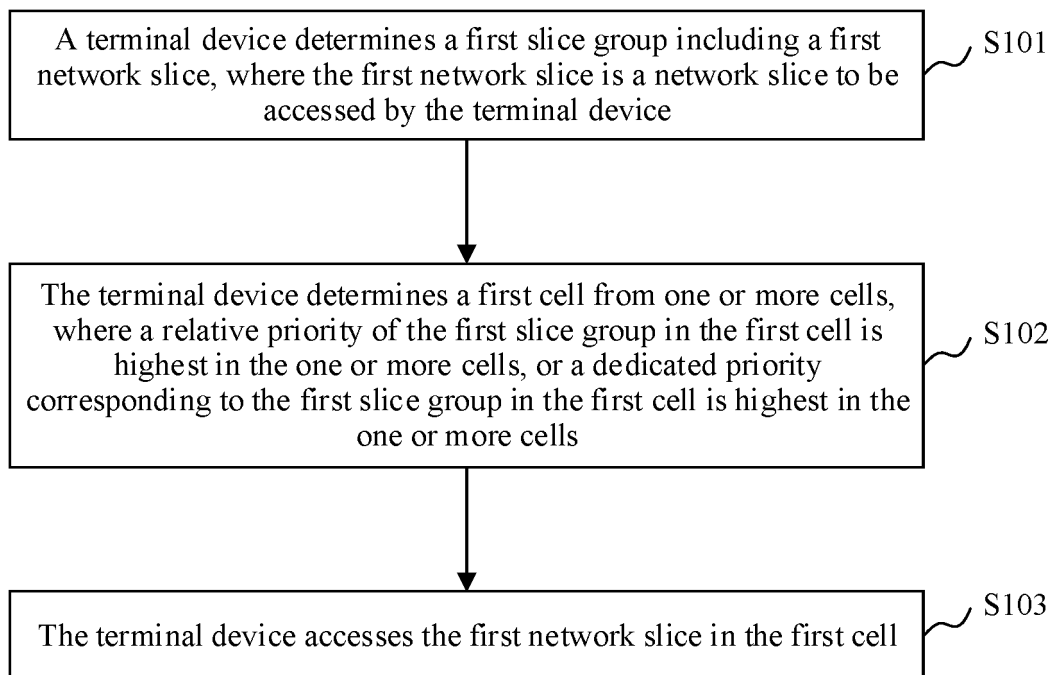 A terminal device determines a first slice group including a first
network slice, where the first network slice is a network slice to be
accessed by the terminal device
S101
The terminal device determines a first cell from one or more cells,
where a relative priority of the first slice group in the first cell is
highest in the one or more cells, or a dedicated priority
corresponding to the first slice group in the first cell is highest in the
one or more cells
S102
The terminal device accesses the first network slice in the first cell
S103